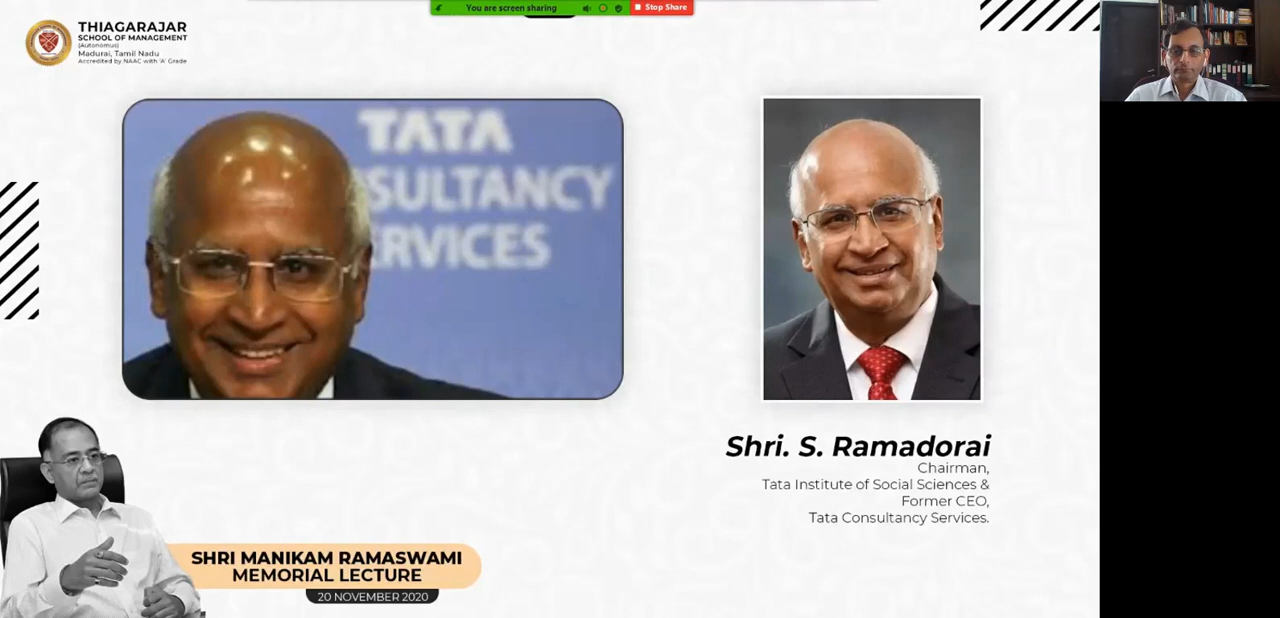 You are screen sharing
Stop Share
THIAGARAJAR
SCHOOL OF MANAGEMENT
(Autonomus)
Madurai, Tamil Nadu
Accredited by NAAC with 'A' Grade
TATA
SULTANCY
ERVICES
Shri. S. Ramadorai
Chairman,
Tata Institute of Social Sciences &
Former CEO,
Tata Consultancy Services.
SHRI MANIKAM RAMASWAMI
MEMORIAL LECTURE
20 NOVEMBER 2020